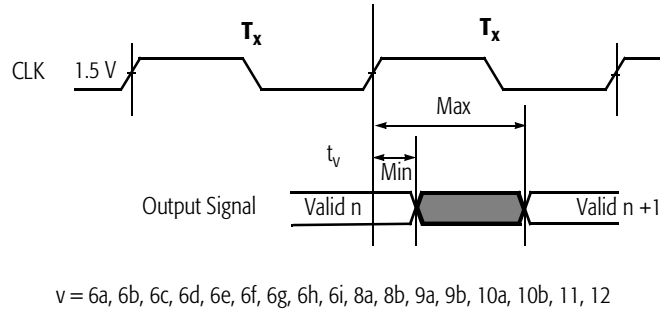 Tx Tx
CLK 1.5 V
Max
tv
Min
Output Signal Valid n Valid n +1
v = 6a, 6b, 6c, 6d, 6e, 6f, 6g, 6h, 6i, 8a, 8b, 9a, 9b, 10a, 10b, 11, 12